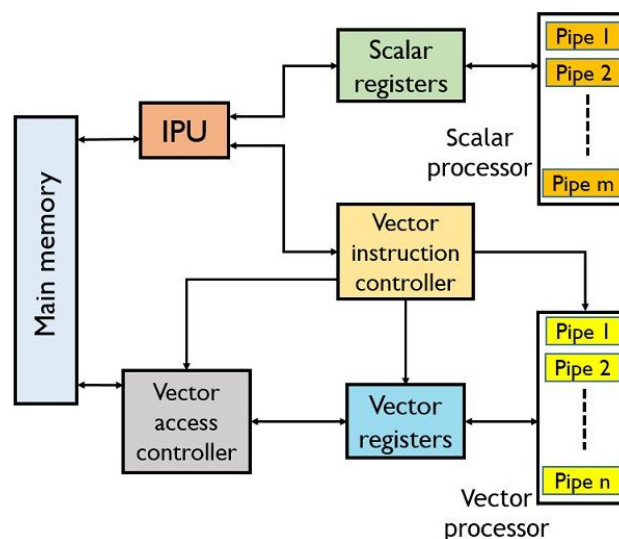 Scalar
registers
Pipe 1
Pipe 2
Pipe m
Scalar
processor
IPU
Main memory
Vector
instruction
controller
Vector
access
controller
Vector
registers
Pipe 1
Pipe 2
Pipe n
Vector
processor